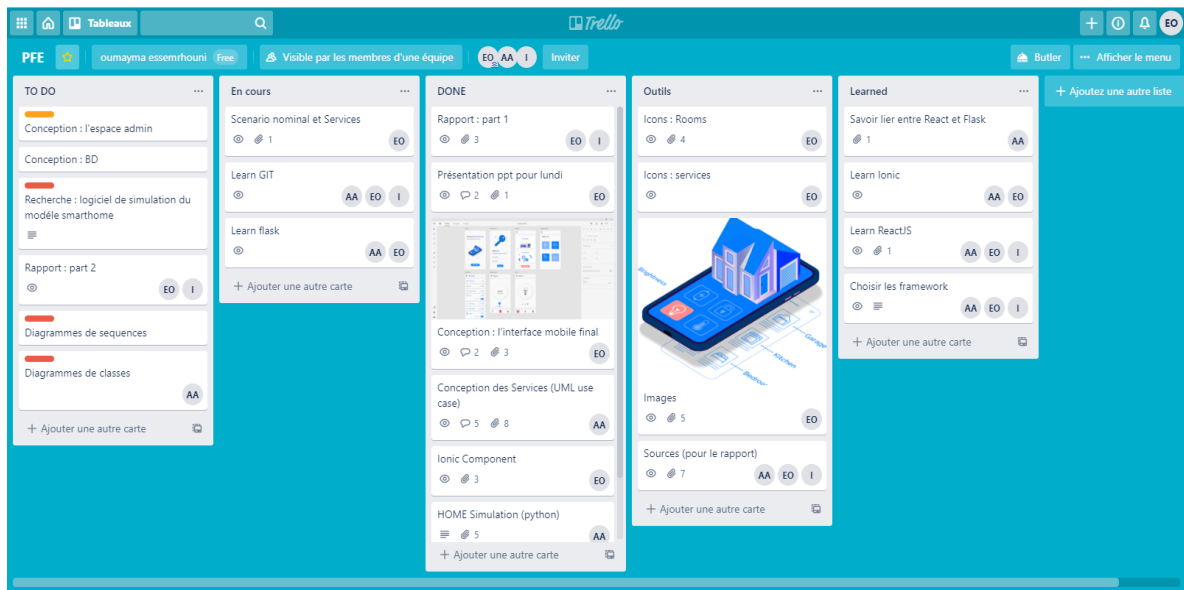 Tableaux
Trello
EO
PFE
oumayma essemrhouni Free
Visible par les membres d'une équipe
EO AA I
Inviter
Butler
Afficher le menu
TO DO
Conception : l'espace admin
Conception : BD
Recherche : logiciel de simulation du
modéle smarthome
Rapport : part 2
EO I
Diagrammes de sequences
Diagrammes de classes
AA
+ Ajouter une autre carte
En cours
Scenario nominal et Services
1
EO
Learn GIT
AA EO I
Learn flask
AA EO
+ Ajouter une autre carte
DONE
Rapport : part 1
3
EO I
Présentation ppt pour lundi
2 1
EO
Conception : l'interface mobile final
2 3
EO
Conception des Services (UML use
case)
5 8
AA
Ionic Component
3
EO
HOME Simulation (python)
5
AA
+ Ajouter une autre carte
Outils
Icons : Rooms
4
EO
Icons : services
EO
Brightness
Garage
Kitchen
Bedroom
Images
5
EO
Sources (pour le rapport)
7
AA EO I
+ Ajouter une autre carte
Learned
Savoir lier entre React et Flask
1
AA
Learn Ionic
AA EO
Learn ReactJS
1
AA EO I
Choisir les framework
AA EO I
+ Ajouter une autre carte
+ Ajoutez une autre liste